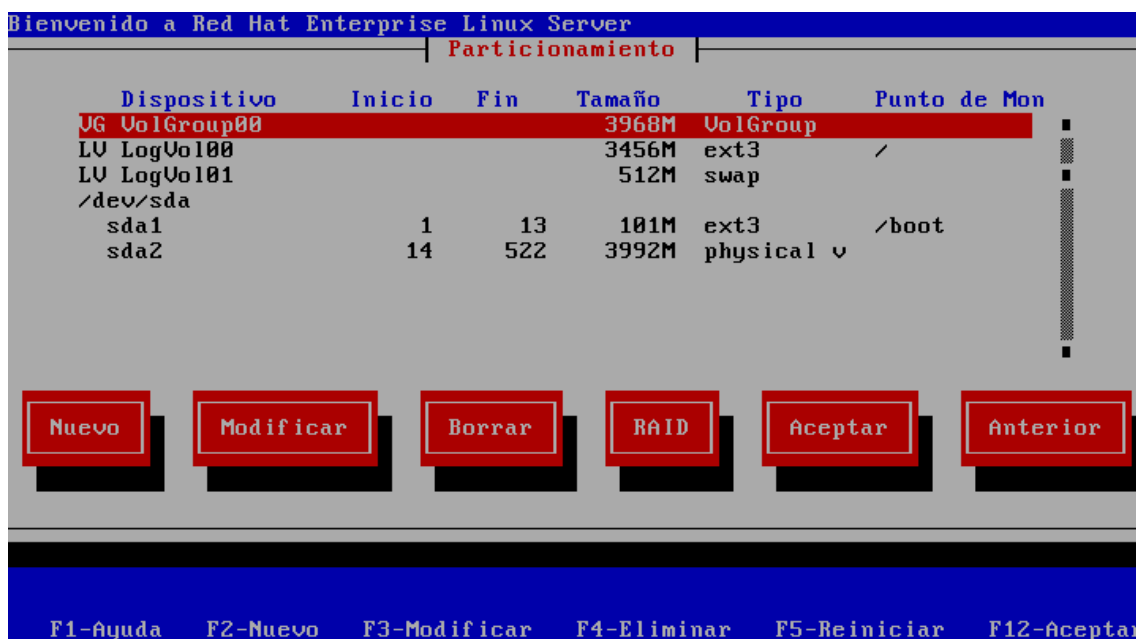 Bienvenido a Red Hat Enterprise Linux Server
Particionamiento
Dispositivo Inicio Fin Tamaño Tipo Punto de Mon
VG VolGroup00 3968M VolGroup
LV LogVol00 3456M ext3 /
LV LogVol01 512M swap
/dev/sda
sda1 1 13 101M ext3 /boot
sda2 14 522 3992M physical v
Nuevo Modificar Borrar RAID Aceptar Anterior
F1-Ayuda F2-Nuevo F3-Modificar F4-Eliminar F5-Reiniciar F12-Aceptar